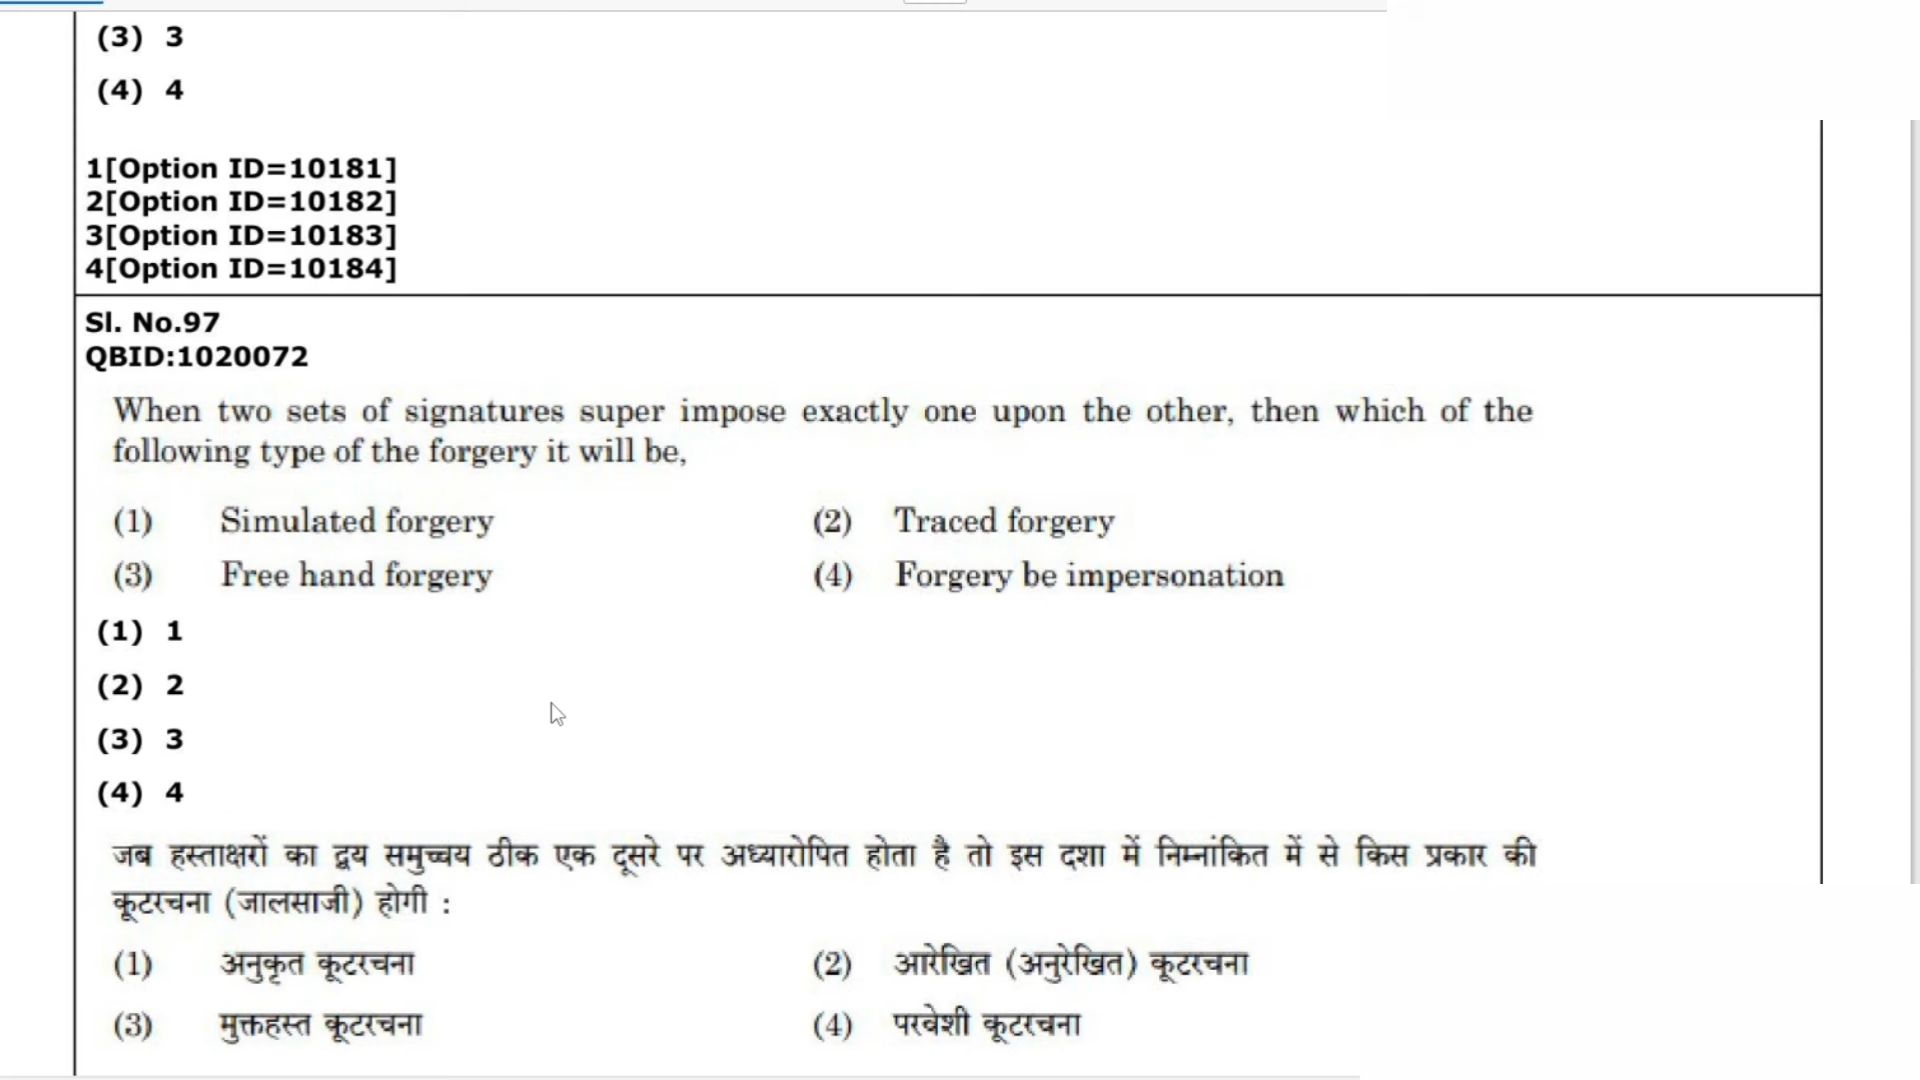 (3) 3
(4) 4
1[Option ID=10181]
2[Option ID=10182]
3[Option ID=10183]
4[Option ID=10184]
Sl. No.97
QBID:1020072
When two sets of signatures super impose exactly one upon the other, then which of the
following type of the forgery it will be,
(1) Simulated forgery (2) Traced forgery
(3) Free hand forgery (4) Forgery be impersonation
(1) 1
(2) 2
(3) 3
(4) 4
जब हस्ताक्षरों का द्वय समुच्चय ठीक एक दूसरे पर अध्यारोपित होता है तो इस दशा में निम्नांकित में से किस प्रकार की
कूटरचना (जालसाजी) होगी :
(1) अनुकृत कूटरचना (2) आरेखित (अनुरेखित) कूटरचना
(3) मुक्तहस्त कूटरचना (4) परवेशी कूटरचना